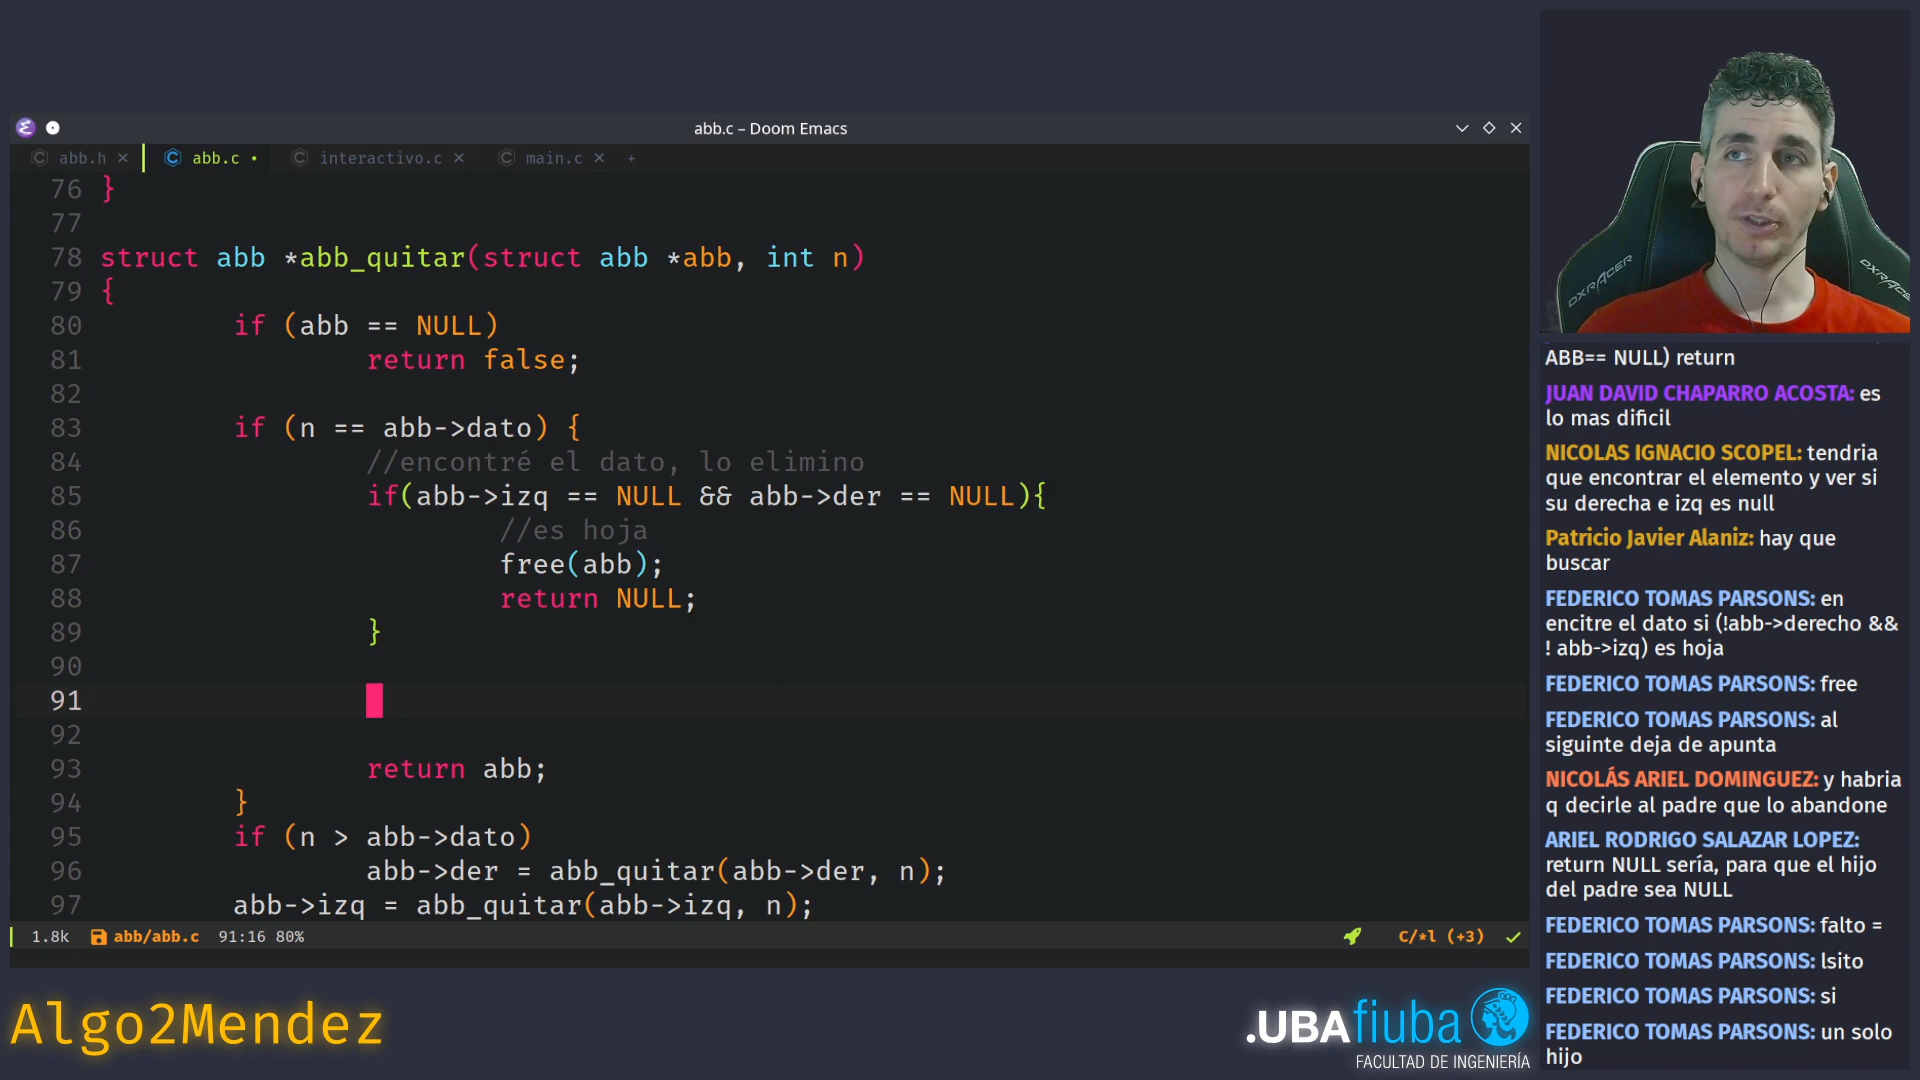 abb.c – Doom Emacs
abb.h × abb.c • interactivo.c × main.c × +
76 }
77
78 struct abb *abb_quitar(struct abb *abb, int n)
79 {
80 if (abb == NULL)
81 return false;
82
83 if (n == abb->dato) {
84 //encontré el dato, lo elimino
85 if(abb->izq == NULL && abb->der == NULL){
86 //es hoja
87 free(abb);
88 return NULL;
89 }
90
91
92
93 return abb;
94 }
95 if (n > abb->dato)
96 abb->der = abb_quitar(abb->der, n);
97 abb->izq = abb_quitar(abb->izq, n);
1.8k abb/abb.c 91:16 80% C/*l (+3)
DXRACER
DXRACER
ABB== NULL) return
JUAN DAVID CHAPARRO ACOSTA: es
lo mas dificil
NICOLAS IGNACIO SCOPEL: tendria
que encontrar el elemento y ver si
su derecha e izq es null
Patricio Javier Alaniz: hay que
buscar
FEDERICO TOMAS PARSONS: en
encitre el dato si (!abb->derecho &&
! abb->izq) es hoja
FEDERICO TOMAS PARSONS: free
FEDERICO TOMAS PARSONS: al
siguinte deja de apunta
NICOLÁS ARIEL DOMINGUEZ: y habria
q decirle al padre que lo abandone
ARIEL RODRIGO SALAZAR LOPEZ:
return NULL sería, para que el hijo
del padre sea NULL
FEDERICO TOMAS PARSONS: falto =
FEDERICO TOMAS PARSONS: lsito
FEDERICO TOMAS PARSONS: si
FEDERICO TOMAS PARSONS: un solo
hijo
Algo2Mendez
.UBAfiuba
FACULTAD DE INGENIERÍA